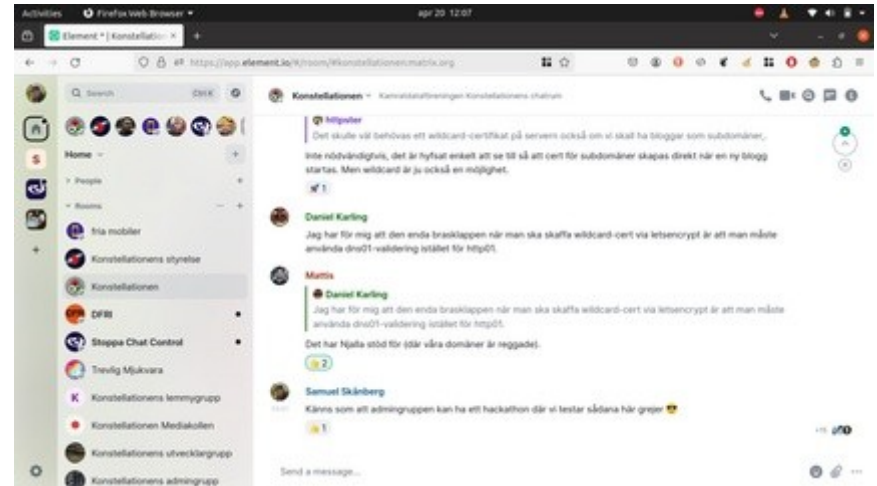 Activities
Firefox Web Browser
apr 20 12:07
Element * | Konstellation
https://app.element.io/#/room/#konstellationen:matrix.org
Search
Ctrl K
Konstellationen
Kamratdataföreningen Konstellationens chatrum
Home
People
Rooms
fria mobiler
Konstellationens styrelse
Konstellationen
DFRI
Stoppa Chat Control
Trevlig Mjukvara
K
Konstellationens lemmygrupp
Konstellationen Mediakollen
Konstellationens utvecklargrupp
Konstellationens admingrupp
S
httpster
Det skulle väl behövas ett wildcard-certifikat på servern också om vi skall ha bloggar som subdomäner,
Inte nödvändigtvis, det är hyfsat enkelt att se till så att cert för subdomäner skapas direkt när en ny blogg
startas. Men wildcard är ju också en möjlighet.
1
Daniel Karling
Jag har för mig att den enda brasklappen när man ska skaffa wildcard-cert via letsencrypt är att man måste
använda dns01-validering istället för http01.
Mattis
Daniel Karling
Jag har för mig att den enda brasklappen när man ska skaffa wildcard-cert via letsencrypt är att man måste
använda dns01-validering istället för http01.
Det har Njalla stöd för (där våra domäner är reggade).
2
Samuel Skånberg
Känns som att admingruppen kan ha ett hackathon där vi testar sådana här grejer 😎
1
Send a message...